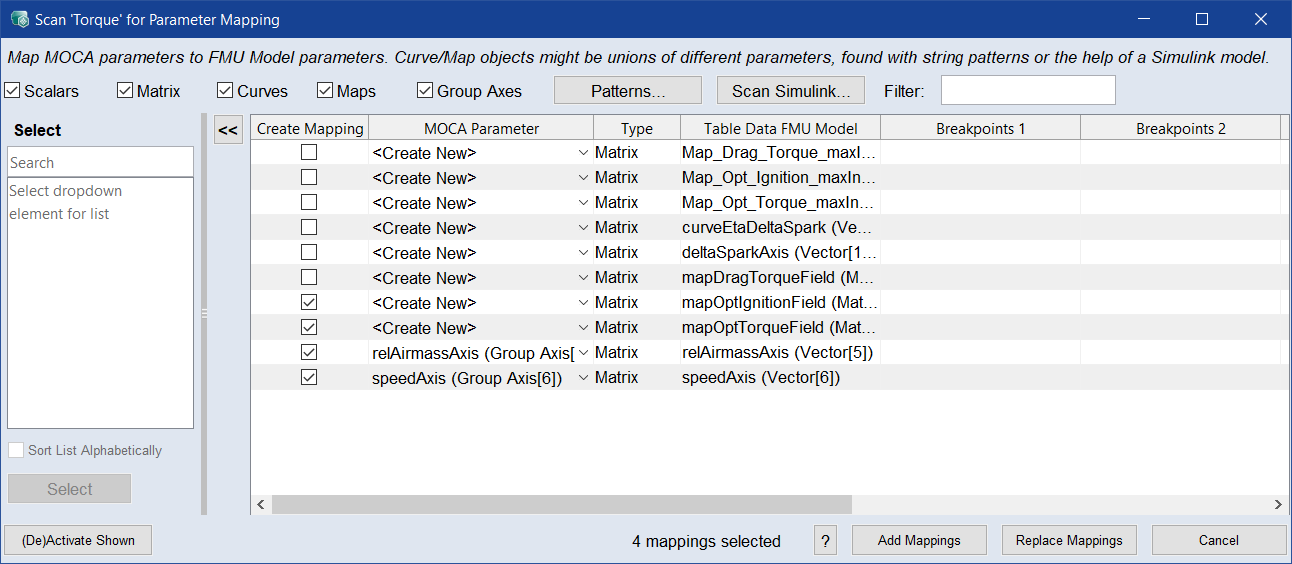 Scan 'Torque' for Parameter Mapping
Map MOCA parameters to FMU Model parameters. Curve/Map objects might be unions of different parameters, found with string patterns or the help of a Simulink model.
Scalars Matrix Curves Maps Group Axes Patterns... Scan Simulink... Filter:
Select
Search
Select dropdown
element for list
Sort List Alphabetically
Select
<<
Create Mapping MOCA Parameter Type Table Data FMU Model Breakpoints 1 Breakpoints 2
<Create New> Matrix Map_Drag_Torque_maxI...
<Create New> Matrix Map_Opt_Ignition_maxIn...
<Create New> Matrix Map_Opt_Torque_maxIn...
<Create New> Matrix curveEtaDeltaSpark (Ve...
<Create New> Matrix deltaSparkAxis (Vector[1...
<Create New> Matrix mapDragTorqueField (M...
<Create New> Matrix mapOptIgnitionField (Mat...
<Create New> Matrix mapOptTorqueField (Mat...
relAirmassAxis (Group Axis[ Matrix relAirmassAxis (Vector[5])
speedAxis (Group Axis[6]) Matrix speedAxis (Vector[6])
(De)Activate Shown 4 mappings selected ? Add Mappings Replace Mappings Cancel